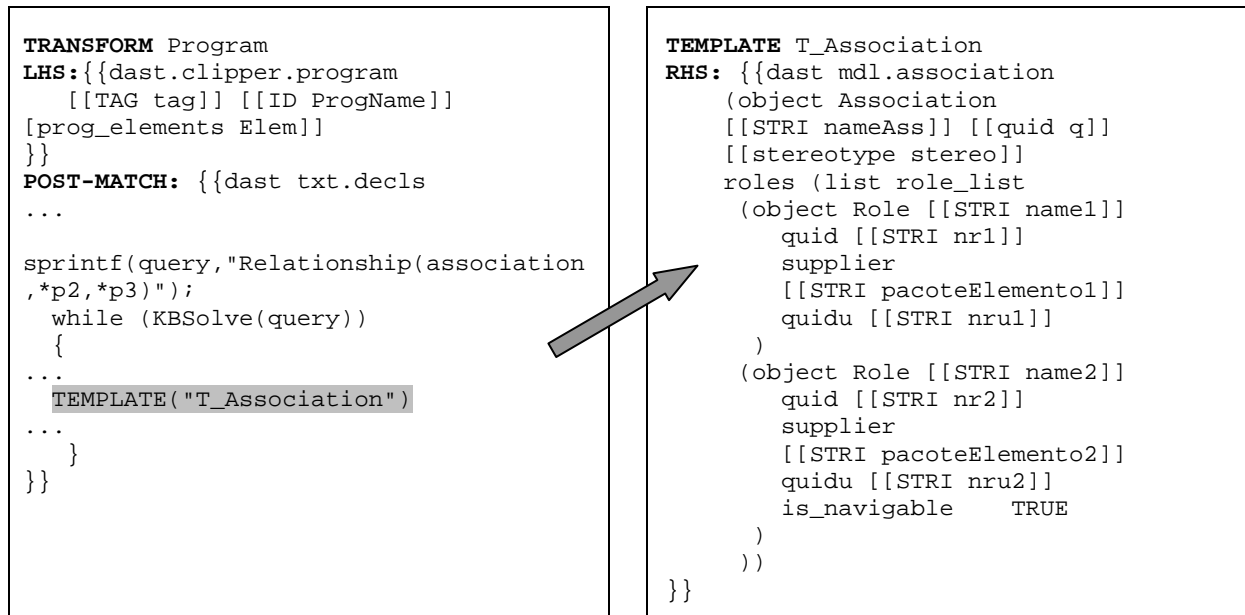 TRANSFORM Program
LHS:{{dast.clipper.program
[[TAG tag]] [[ID ProgName]]
[prog_elements Elem]]
}}
POST-MATCH: {{dast txt.decls
...
sprintf(query,"Relationship(association
,*p2,*p3)");
while (KBSolve(query))
{
...
TEMPLATE("T_Association")
...
}
}}
TEMPLATE T_Association
RHS: {{dast mdl.association
(object Association
[[STRI nameAss]] [[quid q]]
[[stereotype stereo]]
roles (list role_list
(object Role [[STRI name1]]
quid [[STRI nr1]]
supplier
[[STRI pacoteElemento1]]
quidu [[STRI nru1]]
)
(object Role [[STRI name2]]
quid [[STRI nr2]]
supplier
[[STRI pacoteElemento2]]
quidu [[STRI nru2]]
is_navigable    TRUE
)
))
}}